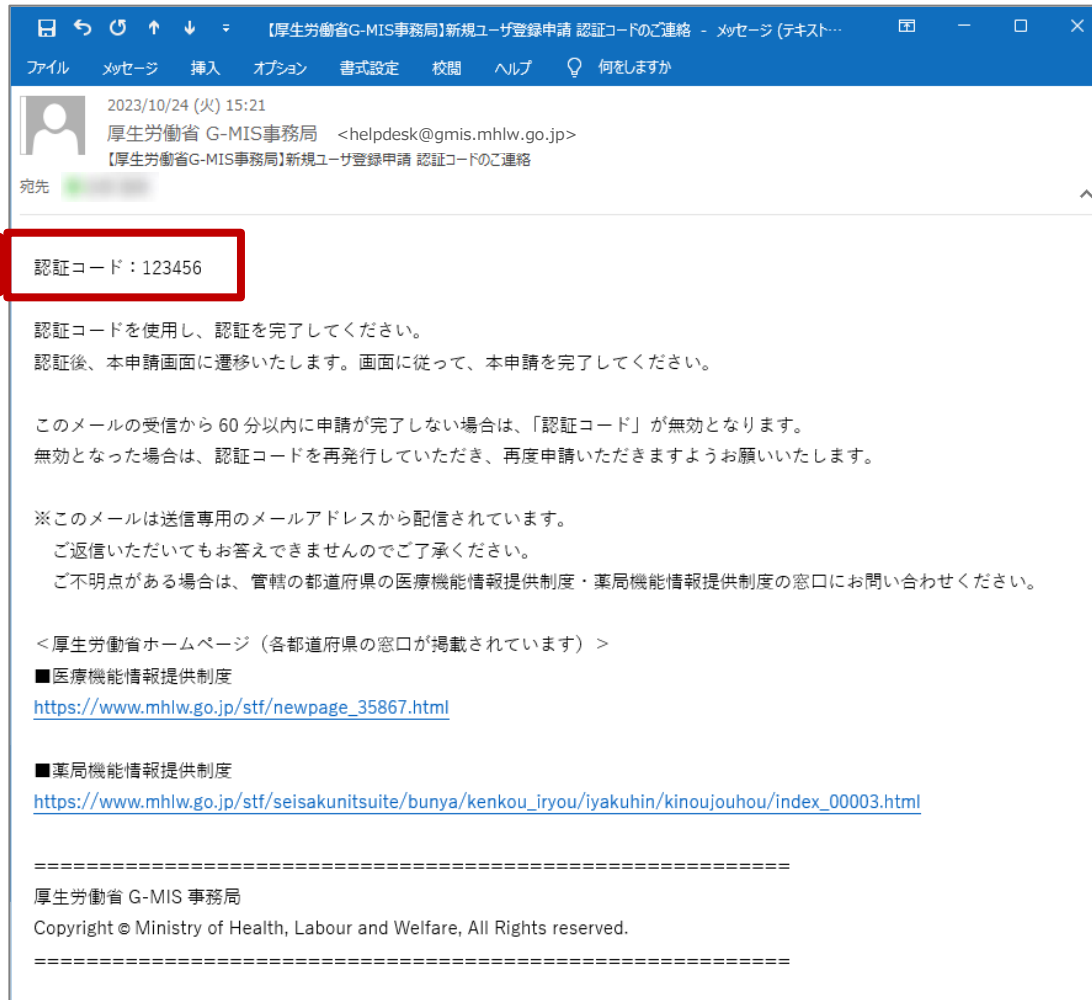 【厚生労働省G-MIS事務局】新規ユーザ登録申請 認証コードのご連絡 - メッセージ (テキスト…
ファイル メッセージ 挿入 オプション 書式設定 校閲 ヘルプ 何をしますか
2023/10/24 (火) 15:21
厚生労働省 G-MIS事務局 <helpdesk@gmis.mhlw.go.jp>
【厚生労働省G-MIS事務局】新規ユーザ登録申請 認証コードのご連絡
宛先
認証コード：123456
認証コードを使用し、認証を完了してください。
認証後、本申請画面に遷移いたします。画面に従って、本申請を完了してください。
このメールの受信から 60 分以内に申請が完了しない場合は、「認証コード」が無効となります。
無効となった場合は、認証コードを再発行していただき、再度申請いただきますようお願いいたします。
※このメールは送信専用のメールアドレスから配信されています。
ご返信いただいてもお答えできませんのでご了承ください。
ご不明点がある場合は、管轄の都道府県の医療機能情報提供制度・薬局機能情報提供制度の窓口にお問い合わせください。
＜厚生労働省ホームページ（各都道府県の窓口が掲載されています）＞
■医療機能情報提供制度
https://www.mhlw.go.jp/stf/newpage_35867.html
■薬局機能情報提供制度
https://www.mhlw.go.jp/stf/seisakunitsuite/bunya/kenkou_iryou/iyakuhin/kinoujouhou/index_00003.html
==========================================================
厚生労働省 G-MIS 事務局
Copyright © Ministry of Health, Labour and Welfare, All Rights reserved.
==========================================================